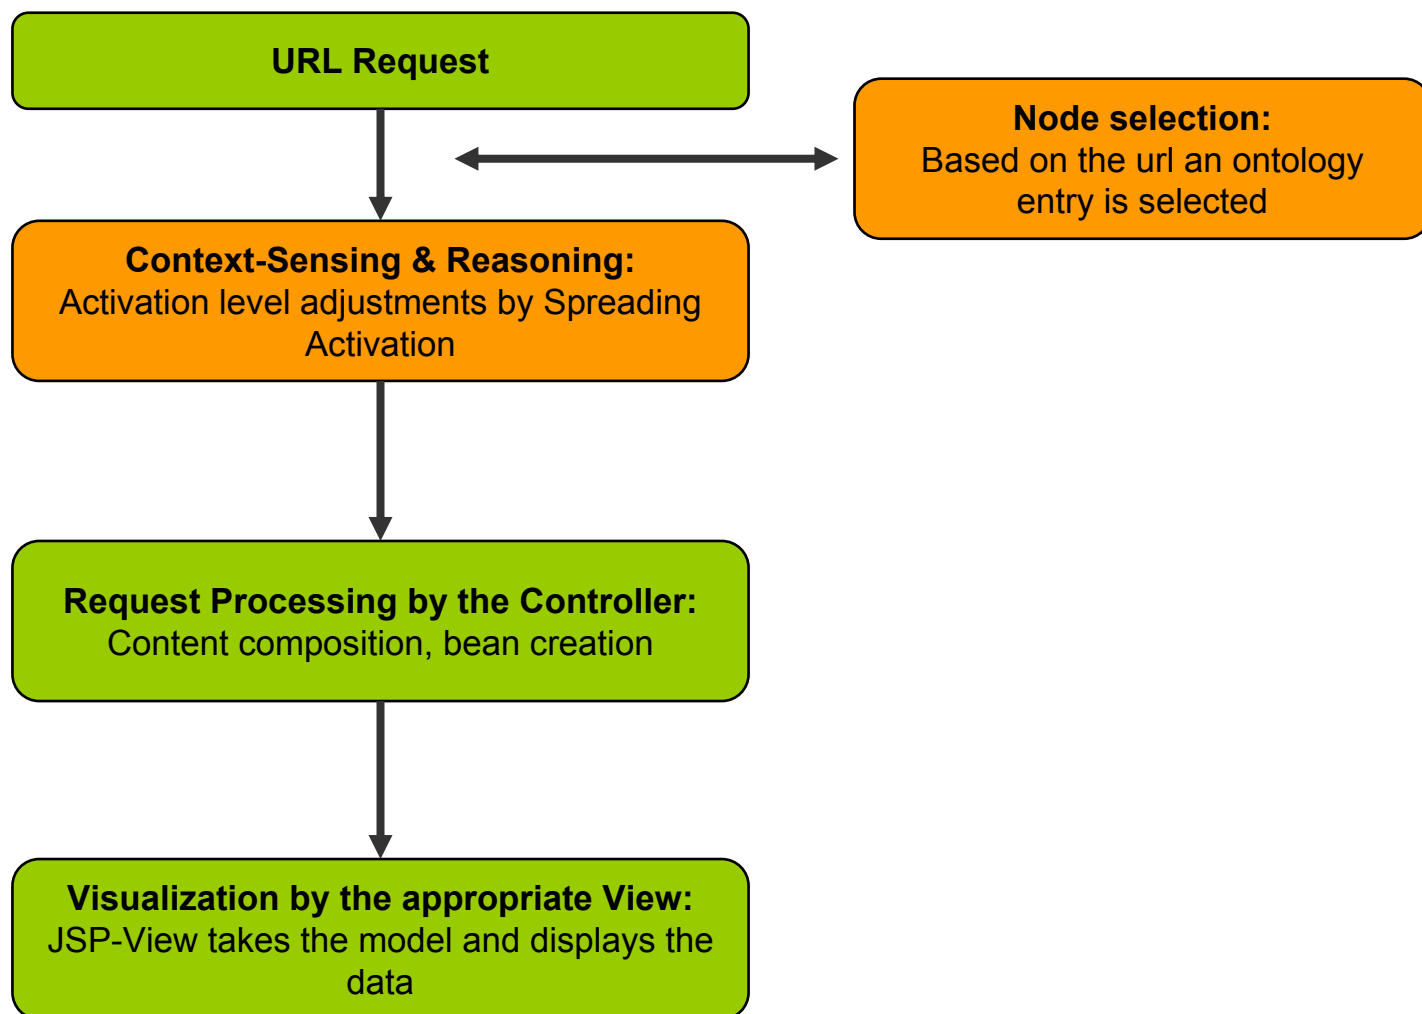 URL Request
Node selection:
Based on the url an ontology
entry is selected
Context-Sensing & Reasoning:
Activation level adjustments by Spreading
Activation
Request Processing by the Controller:
Content composition, bean creation
Visualization by the appropriate View:
JSP-View takes the model and displays the
data